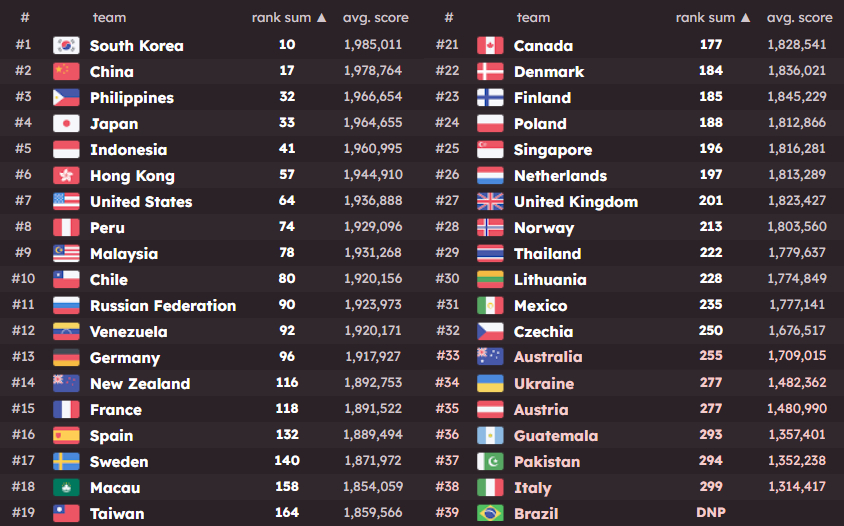 # team rank sum ▲ avg. score
#1 South Korea 10 1,985,011
#2 China 17 1,978,764
#3 Philippines 32 1,966,654
#4 Japan 33 1,964,655
#5 Indonesia 41 1,960,995
#6 Hong Kong 57 1,944,910
#7 United States 64 1,936,888
#8 Peru 74 1,929,096
#9 Malaysia 78 1,931,268
#10 Chile 80 1,920,156
#11 Russian Federation 90 1,923,973
#12 Venezuela 92 1,920,171
#13 Germany 96 1,917,927
#14 New Zealand 116 1,892,753
#15 France 118 1,891,522
#16 Spain 132 1,889,494
#17 Sweden 140 1,871,972
#18 Macau 158 1,854,059
#19 Taiwan 164 1,859,566
# team rank sum ▲ avg. score
#21 Canada 177 1,828,541
#22 Denmark 184 1,836,021
#23 Finland 185 1,845,229
#24 Poland 188 1,812,866
#25 Singapore 196 1,816,281
#26 Netherlands 197 1,813,289
#27 United Kingdom 201 1,823,427
#28 Norway 213 1,803,560
#29 Thailand 222 1,779,637
#30 Lithuania 228 1,774,849
#31 Mexico 235 1,777,141
#32 Czechia 250 1,676,517
#33 Australia 255 1,709,015
#34 Ukraine 277 1,482,362
#35 Austria 277 1,480,990
#36 Guatemala 293 1,357,401
#37 Pakistan 294 1,352,238
#38 Italy 299 1,314,417
#39 Brazil DNP